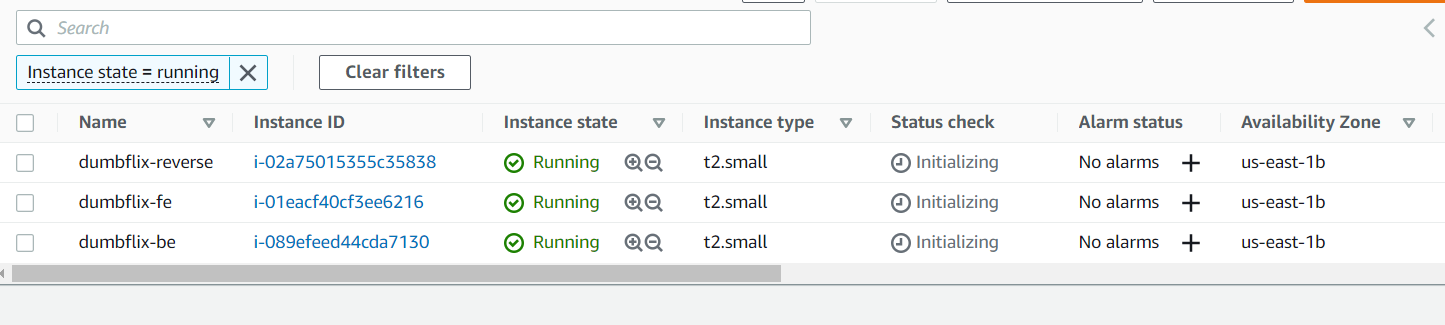 Search
Instance state = running
Clear filters
Name Instance ID Instance state Instance type Status check Alarm status Availability Zone
dumbflix-reverse i-02a75015355c35838 Running t2.small Initializing No alarms + us-east-1b
dumbflix-fe i-01eacf40cf3ee6216 Running t2.small Initializing No alarms + us-east-1b
dumbflix-be i-089efeed44cda7130 Running t2.small Initializing No alarms + us-east-1b